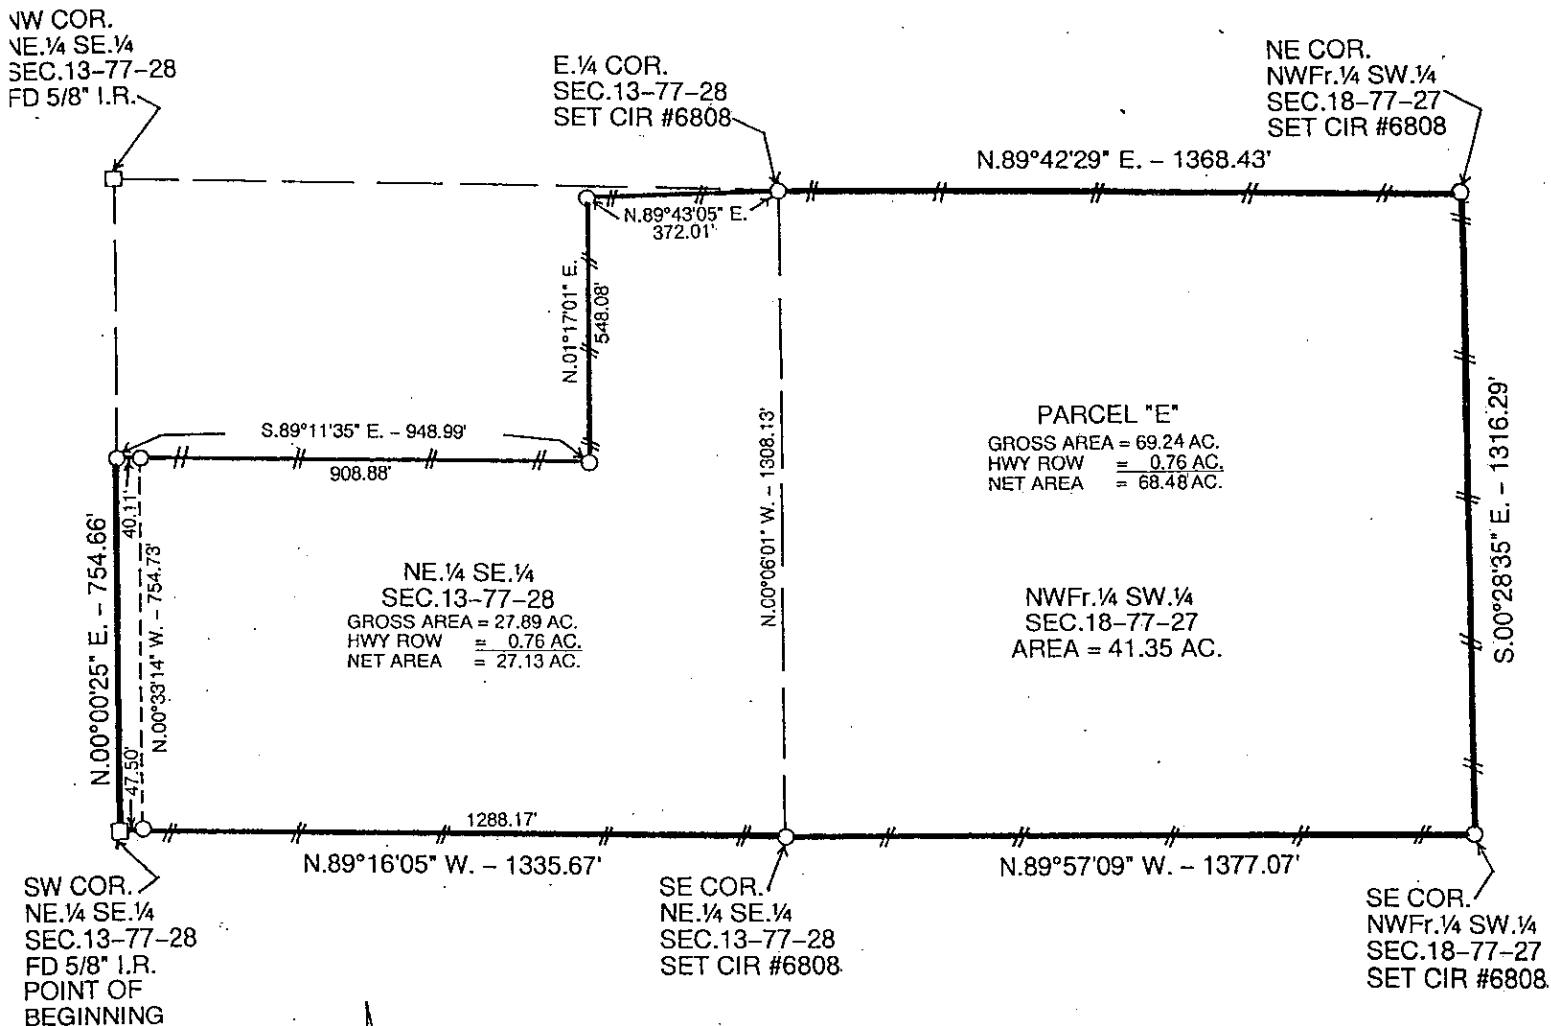 NW COR.
NE.¼ SE.¼
SEC.13–77–28
FD 5/8" I.R.
E.¼ COR.
SEC.13–77–28
SET CIR #6808
NE COR.
NWFr.¼ SW.¼
SEC.18–77–27
SET CIR #6808
N.89°42'29" E. – 1368.43'
N.89°43'05" E.
372.01'
N.01°17'01" E.
548.08'
S.89°11'35" E. – 948.99'
908.88'
40.11'
N.00°00'25" E. – 754.66'
N.00°33'14" W. – 754.73'
47.50'
NE.¼ SE.¼
SEC.13–77–28
GROSS AREA = 27.89 AC.
HWY ROW = 0.76 AC.
NET AREA = 27.13 AC.
N.00°06'01" W. – 1308.13'
PARCEL "E"
GROSS AREA = 69.24 AC.
HWY ROW = 0.76 AC.
NET AREA = 68.48 AC.
NWFr.¼ SW.¼
SEC.18–77–27
AREA = 41.35 AC.
S.00°28'35" E. – 1316.29'
1288.17'
N.89°16'05" W. – 1335.67'
N.89°57'09" W. – 1377.07'
SW COR.
NE.¼ SE.¼
SEC.13–77–28
FD 5/8" I.R.
POINT OF
BEGINNING
SE COR.
NE.¼ SE.¼
SEC.13–77–28
SET CIR #6808
SE COR.
NWFr.¼ SW.¼
SEC.18–77–27
SET CIR #6808